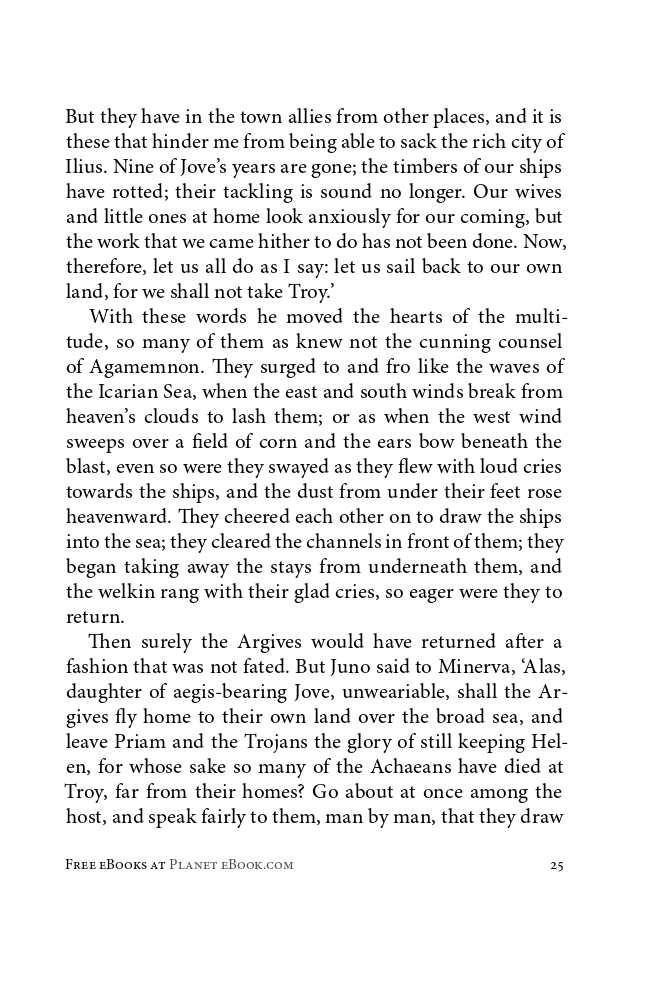 But they have in the town allies from other places, and it is
these that hinder me from being able to sack the rich city of
Ilius. Nine of Jove’s years are gone; the timbers of our ships
have rotted; their tackling is sound no longer. Our wives
and little ones at home look anxiously for our coming, but
the work that we came hither to do has not been done. Now,
therefore, let us all do as I say: let us sail back to our own
land, for we shall not take Troy.’
With these words he moved the hearts of the multi-
tude, so many of them as knew not the cunning counsel
of Agamemnon. They surged to and fro like the waves of
the Icarian Sea, when the east and south winds break from
heaven’s clouds to lash them; or as when the west wind
sweeps over a field of corn and the ears bow beneath the
blast, even so were they swayed as they flew with loud cries
towards the ships, and the dust from under their feet rose
heavenward. They cheered each other on to draw the ships
into the sea; they cleared the channels in front of them; they
began taking away the stays from underneath them, and
the welkin rang with their glad cries, so eager were they to
return.
Then surely the Argives would have returned after a
fashion that was not fated. But Juno said to Minerva, ‘Alas,
daughter of aegis-bearing Jove, unweariable, shall the Ar-
gives fly home to their own land over the broad sea, and
leave Priam and the Trojans the glory of still keeping Hel-
en, for whose sake so many of the Achaeans have died at
Troy, far from their homes? Go about at once among the
host, and speak fairly to them, man by man, that they draw
Free eBooks at Planet eBook.com 25